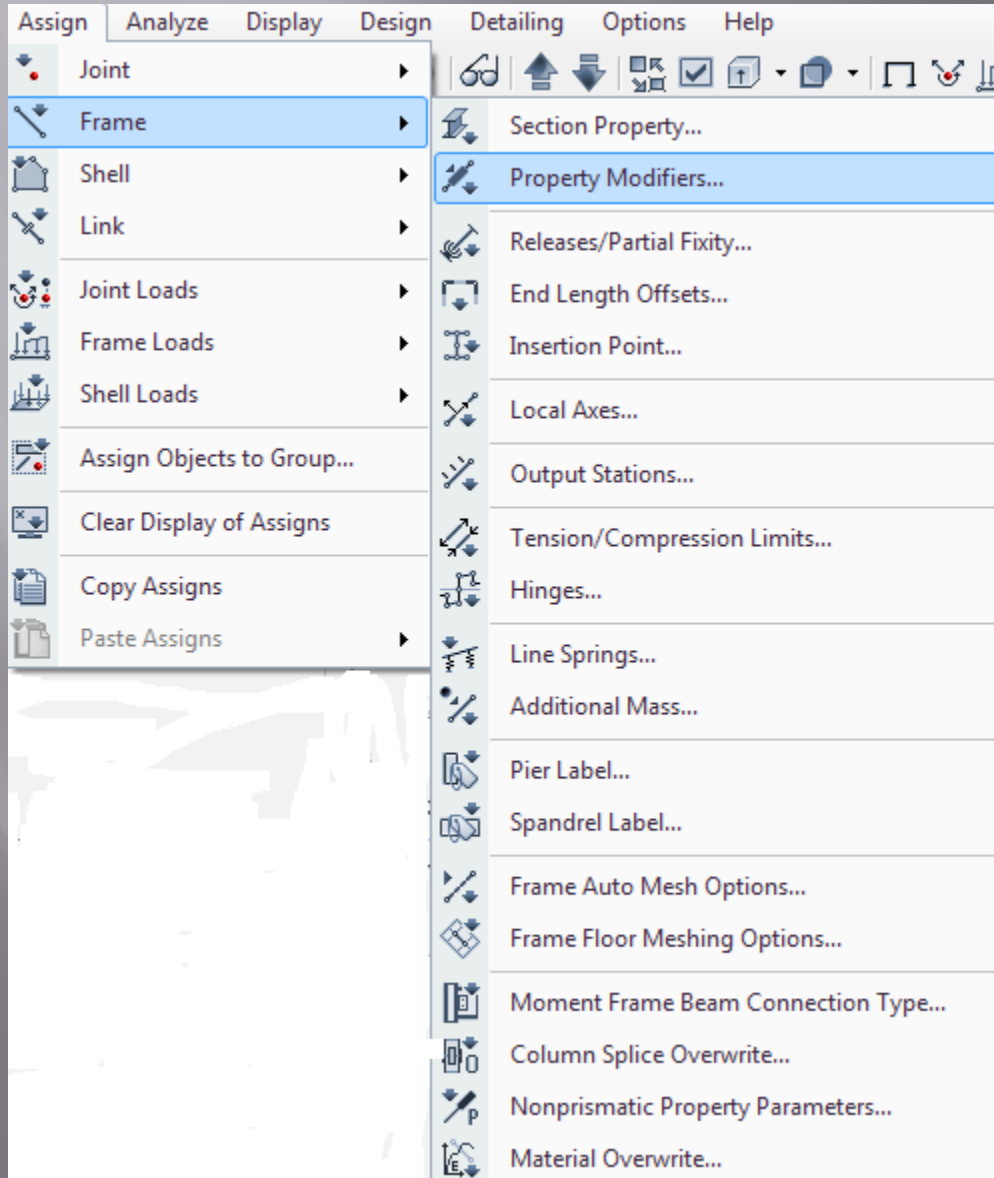 Assign Analyze Display Design Detailing Options Help
Joint
Frame
Shell
Link
Joint Loads
Frame Loads
Shell Loads
Assign Objects to Group...
Clear Display of Assigns
Copy Assigns
Paste Assigns
Section Property...
Property Modifiers...
Releases/Partial Fixity...
End Length Offsets...
Insertion Point...
Local Axes...
Output Stations...
Tension/Compression Limits...
Hinges...
Line Springs...
Additional Mass...
Pier Label...
Spandrel Label...
Frame Auto Mesh Options...
Frame Floor Meshing Options...
Moment Frame Beam Connection Type...
Column Splice Overwrite...
Nonprismatic Property Parameters...
Material Overwrite...